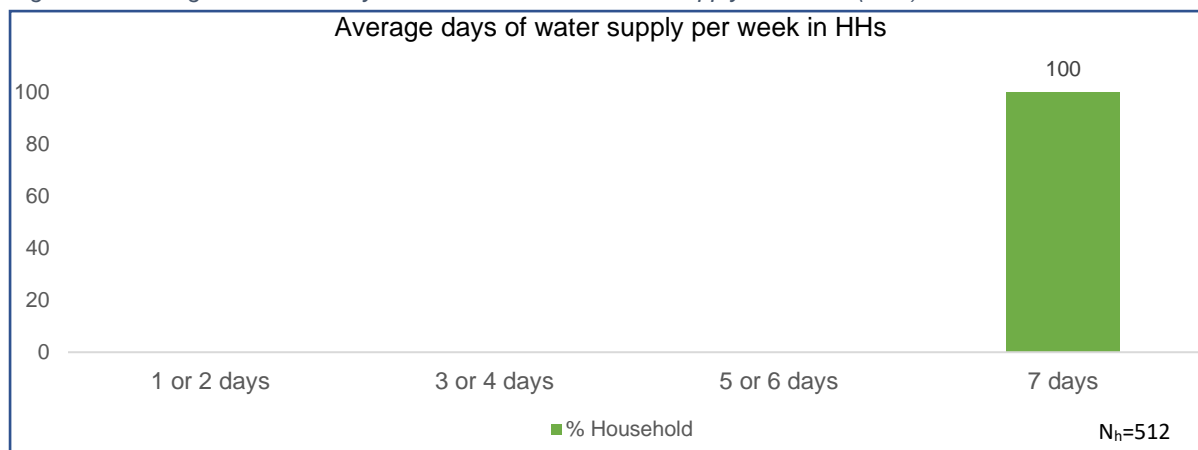 Average days of water supply per week in HHs
100
100
80
60
40
20
0
1 or 2 days
3 or 4 days
5 or 6 days
7 days
% Household
Nh=512